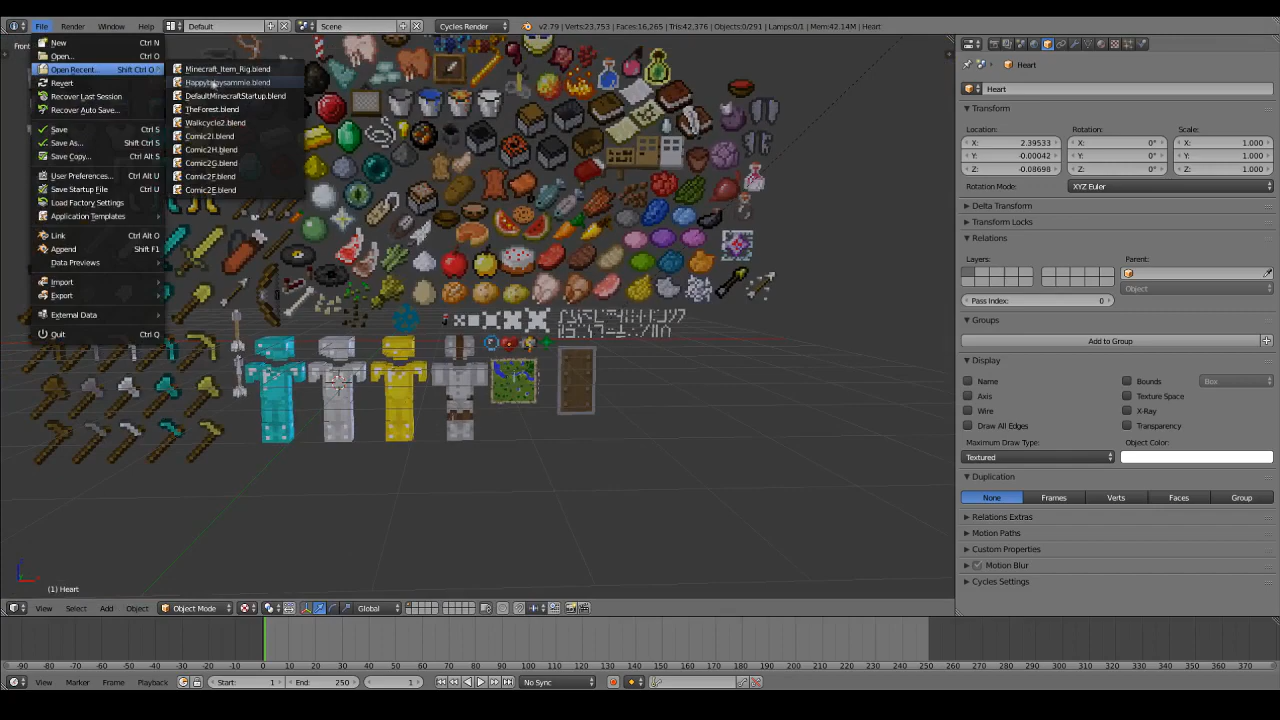 File Render Window Help Default Scene Cycles Render v2.79 | Verts:23,753 | Faces:16,265 | Tris:42,376 | Objects:0/291 | Lamps:0/1 | Mem:42.14M | Heart
Front
New Ctrl N
Open... Ctrl O
Open Recent... Shift Ctrl O
Revert
Recover Last Session
Recover Auto Save...
Save Ctrl S
Save As... Shift Ctrl S
Save Copy... Ctrl Alt S
User Preferences... Ctrl Alt U
Save Startup File Ctrl U
Load Factory Settings
Application Templates
Link Ctrl Alt O
Append Shift F1
Data Previews
Import
Export
External Data
Quit Ctrl Q
Minecraft_Item_Rig.blend
DefaultMinecraftStartup.blend
TheForest.blend
Walkcycle2.blend
Comic2I.blend
Comic2H.blend
Comic2G.blend
Comic2F.blend
Comic2E.blend
(1) Heart
View Select Add Object Object Mode Global
Heart
Heart
Transform
Location: Rotation: Scale:
X: 2.39533 X: 0° X: 1.000
Y: -0.00042 Y: 0° Y: 1.000
Z: -0.08698 Z: 0° Z: 1.000
Rotation Mode: XYZ Euler
Delta Transform
Transform Locks
Relations
Layers: Parent:
Object
Pass Index: 0
Groups
Add to Group
Display
Name Bounds Box
Axis Texture Space
Wire X-Ray
Draw All Edges Transparency
Maximum Draw Type: Object Color:
Textured
Duplication
None Frames Verts Faces Group
Relations Extras
Motion Paths
Custom Properties
Motion Blur
Cycles Settings
-90 -80 -70 -60 -50 -40 -30 -20 -10 0 10 20 30 40 50 60 70 80 90 100 110 120 130 140 150 160 170 180 190 200 210 220 230 240 250 260 270 280 290 300 310 320 330 340 350 360 370
View Marker Frame Playback Start: 1 End: 250 1 No Sync